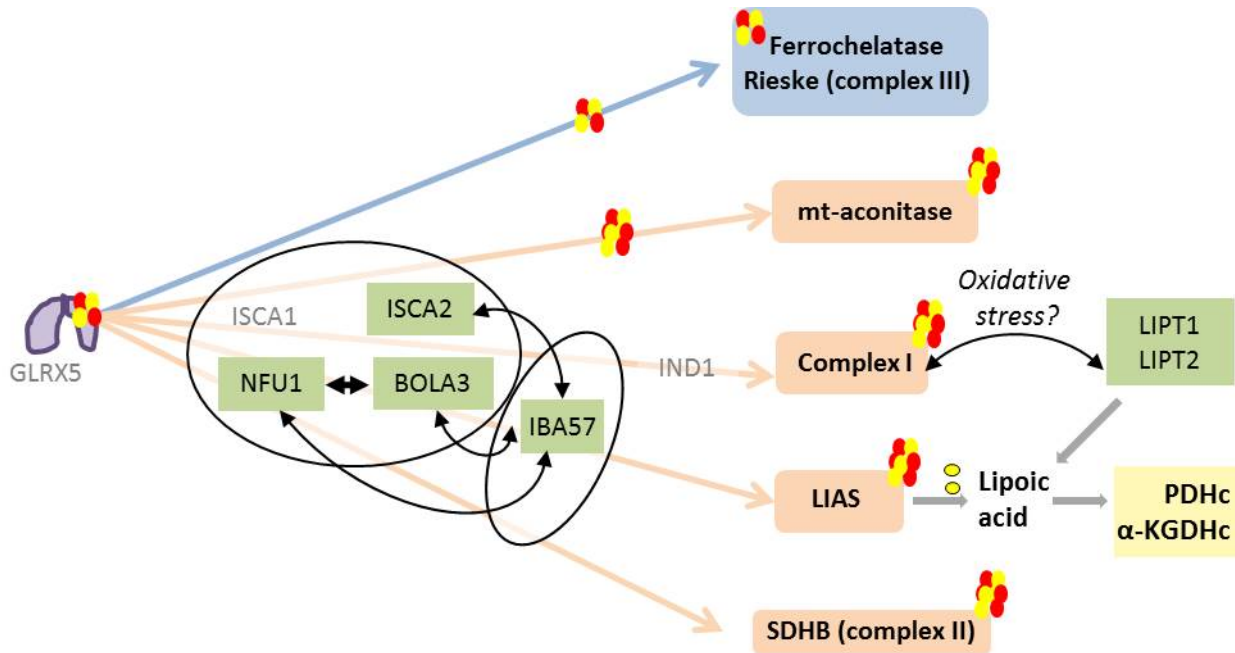 Ferrochelatase
Rieske (complex III)
mt-aconitase
GLRX5
ISCA1
ISCA2
NFU1
BOLA3
IBA57
IND1
Complex I
Oxidative
stress?
LIPT1
LIPT2
LIAS
Lipoic
acid
PDHc
α-KGDHc
SDHB (complex II)